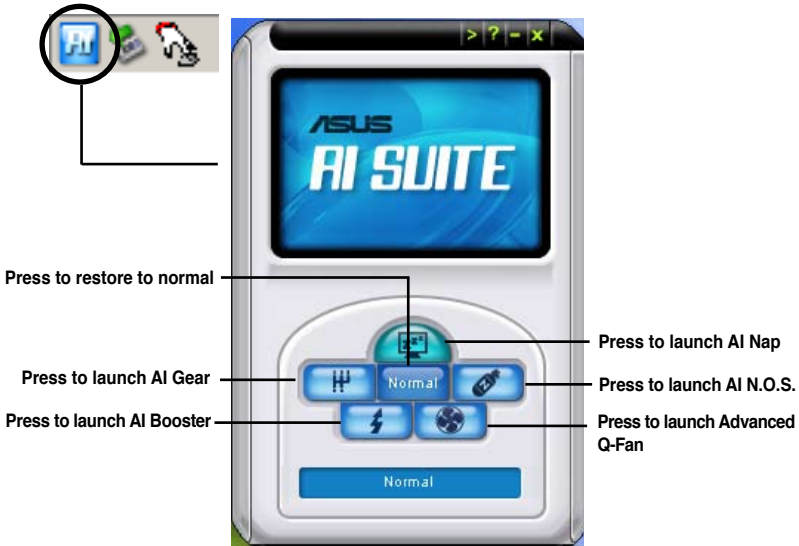 Ai
> ? - x
ASUS
AI SUITE
Press to restore to normal
Press to launch AI Nap
Press to launch AI Gear
Normal
Press to launch AI N.O.S.
Press to launch AI Booster
Press to launch Advanced
Q-Fan
Normal